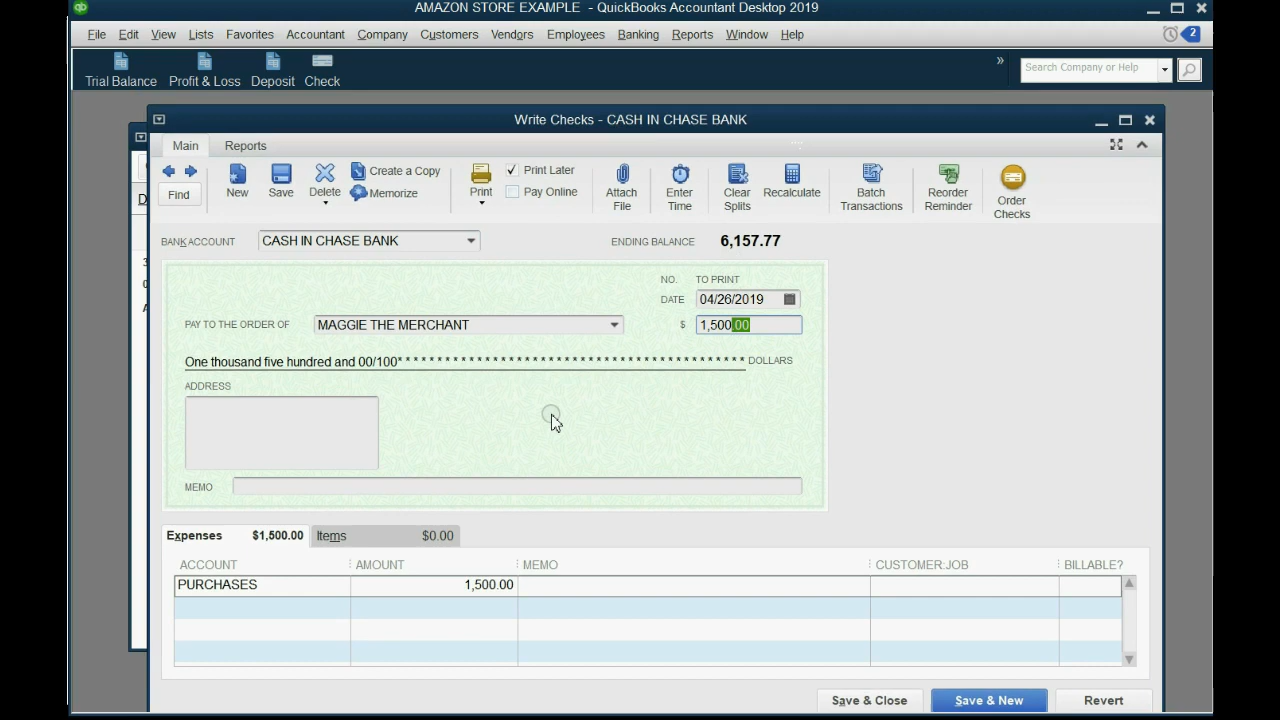 AMAZON STORE EXAMPLE - QuickBooks Accountant Desktop 2019
qb
File Edit View Lists Favorites Accountant Company Customers Vendors Employees Banking Reports Window Help
2
Trial Balance Profit & Loss Deposit Check
» Search Company or Help
Write Checks - CASH IN CHASE BANK
Main Reports
Find New Save Delete Create a Copy Memorize Print Print Later Pay Online Attach File Enter Time Clear Splits Recalculate Batch Transactions Reorder Reminder Order Checks
BANK ACCOUNT CASH IN CHASE BANK ENDING BALANCE 6,157.77
NO. TO PRINT
DATE 04/26/2019
PAY TO THE ORDER OF MAGGIE THE MERCHANT $ 1,500.00
One thousand five hundred and 00/100* * * * * * * * * * * * * * * * * * * * * * * * * * * * * * * * * * * * * * * * * * * * DOLLARS
ADDRESS
MEMO
Expenses $1,500.00 Items $0.00
ACCOUNT AMOUNT MEMO CUSTOMER:JOB BILLABLE?
PURCHASES 1,500.00
Save & Close Save & New Revert